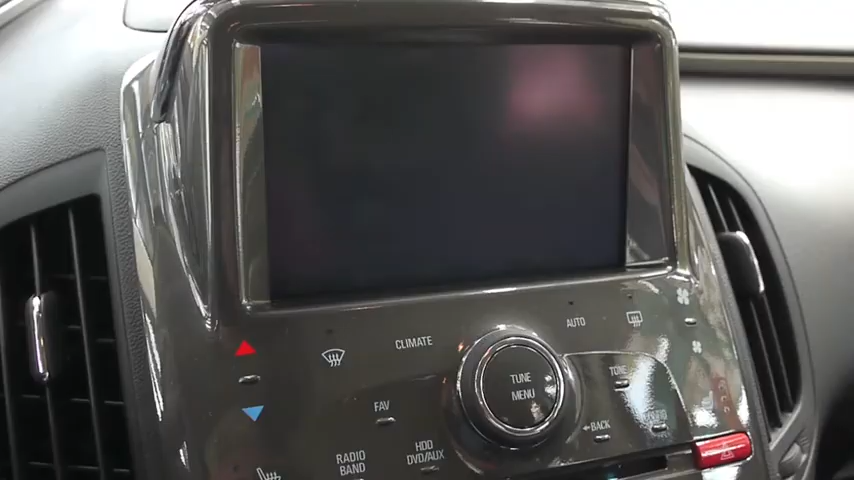 CLIMATE
AUTO
TUNE
MENU
TONE
FAV
BACK
RADIO
BAND
HDD
DVD/AUX